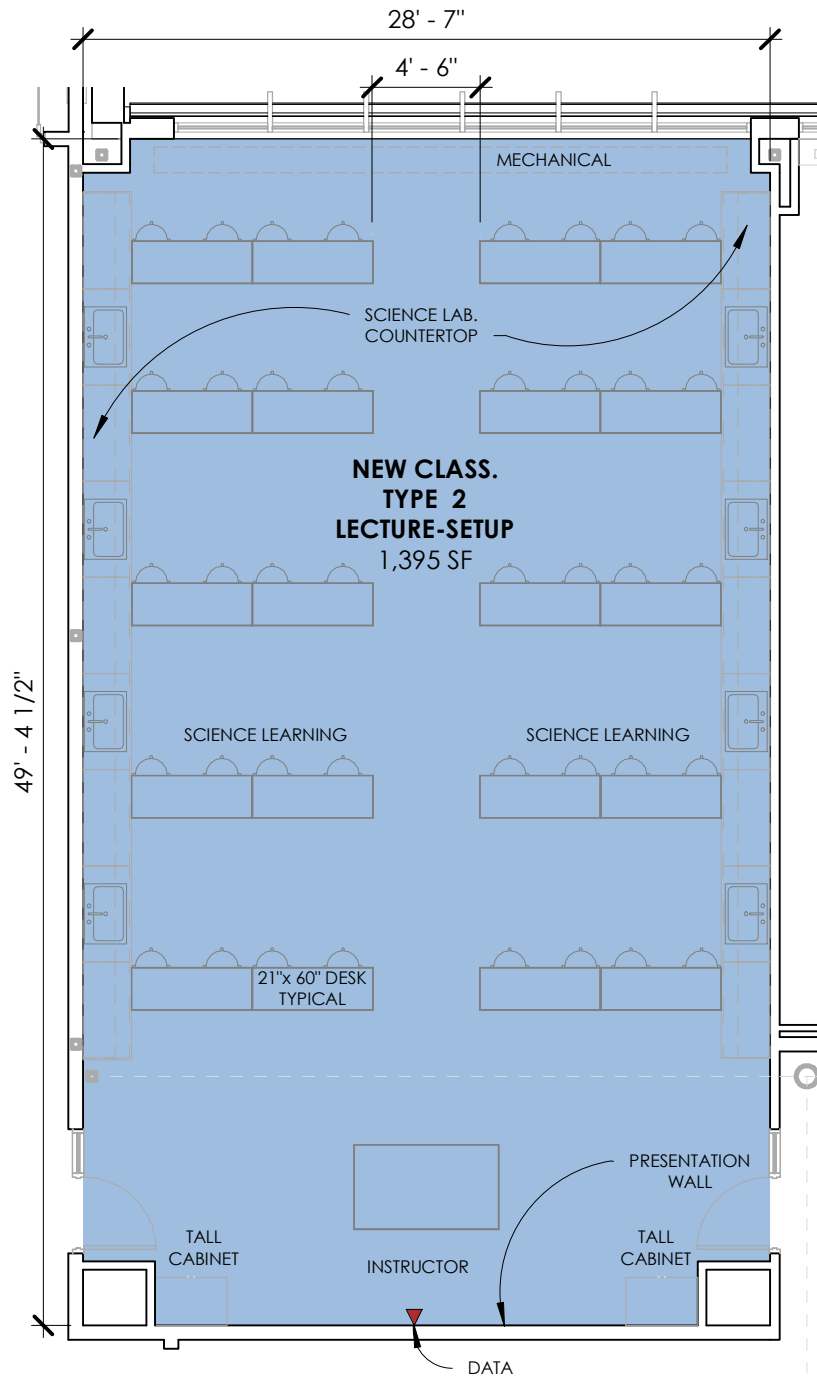 28' - 7"
4' - 6"
MECHANICAL
SCIENCE LAB.
COUNTERTOP
NEW CLASS.
TYPE 2
LECTURE-SETUP
1,395 SF
49' - 4 1/2"
SCIENCE LEARNING
SCIENCE LEARNING
21"x 60" DESK
TYPICAL
PRESENTATION
WALL
TALL
CABINET
INSTRUCTOR
TALL
CABINET
DATA